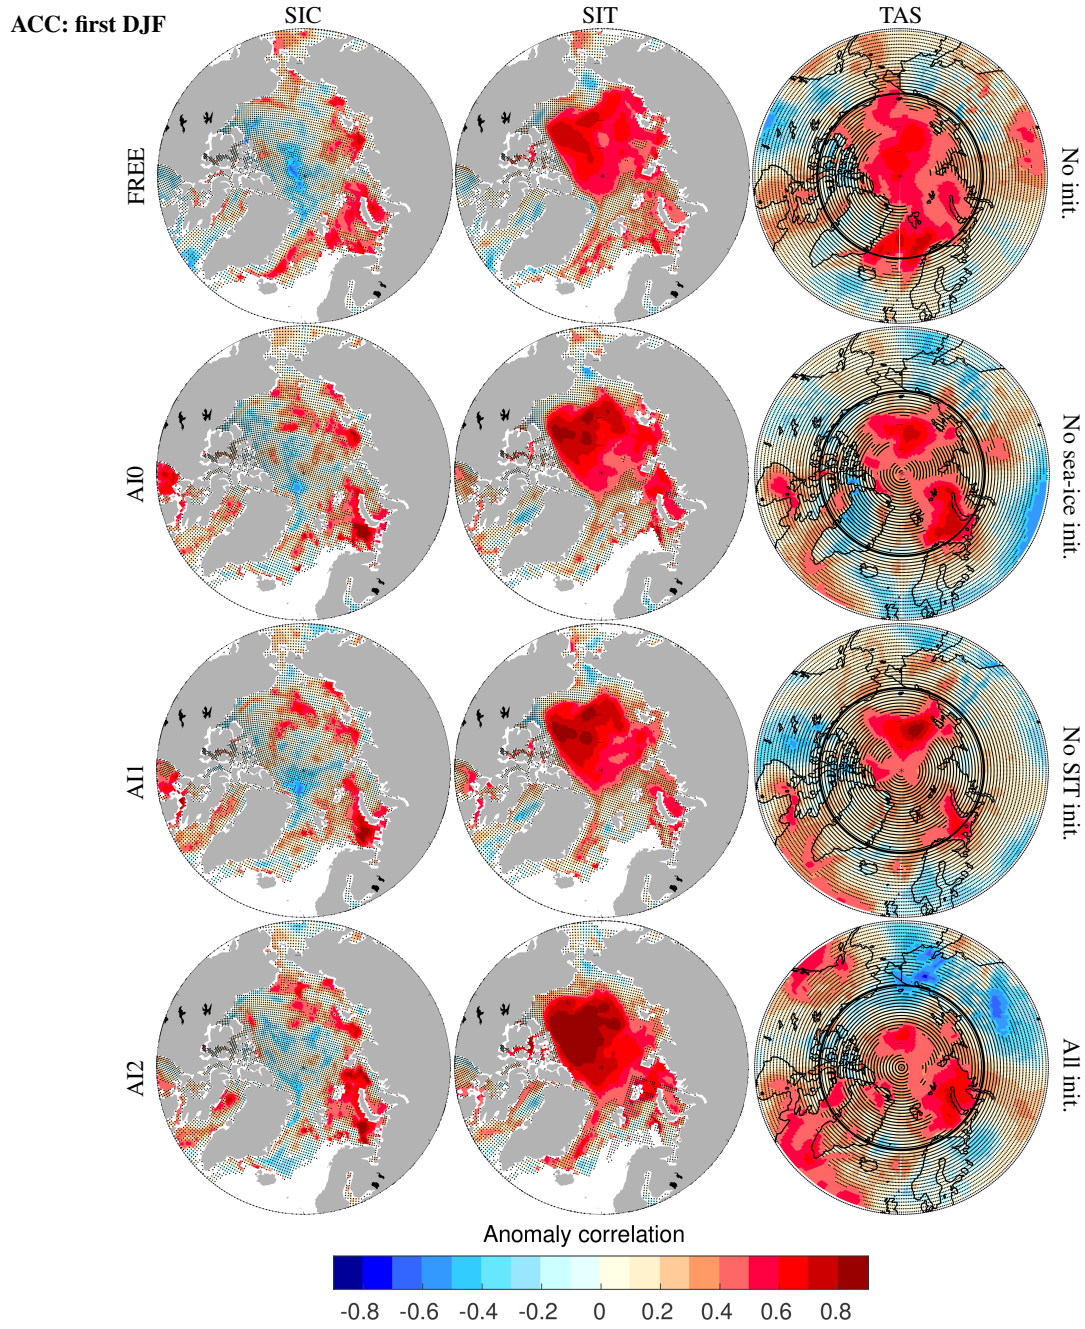 ACC: first DJF
SIC SIT TAS
FREE No init.
AI0 No sea-ice init.
AI1 No SIT init.
AI2 All init.
Anomaly correlation
-0.8 -0.6 -0.4 -0.2 0 0.2 0.4 0.6 0.8